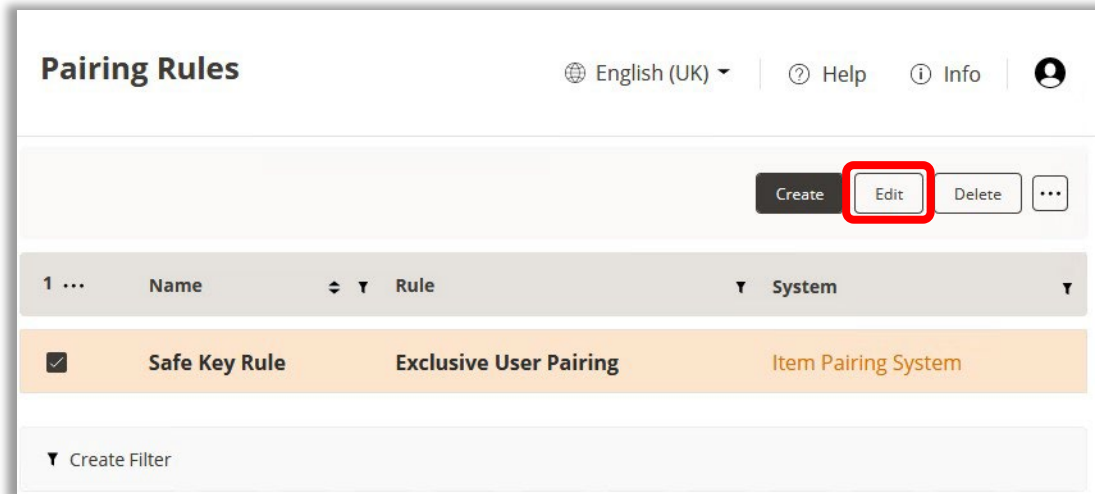 Pairing Rules English (UK) Help Info
Create Edit Delete ...
1 ... Name Rule System
Safe Key Rule Exclusive User Pairing Item Pairing System
Create Filter